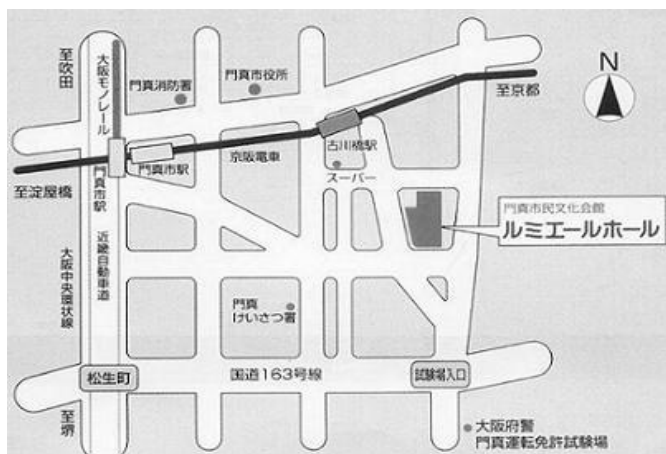 至吹田
大阪モノレール
門真消防署
門真市役所
N
至京都
古川橋駅
京阪電車
門真市駅
門真市駅
スーパー
至淀屋橋
門真市民文化会館
ルミエールホール
近畿自動車道
大阪中央環状線
門真
けいさつ署
松生町
国道163号線
試験場入口
至堺
大阪府警
門真運転免許試験場